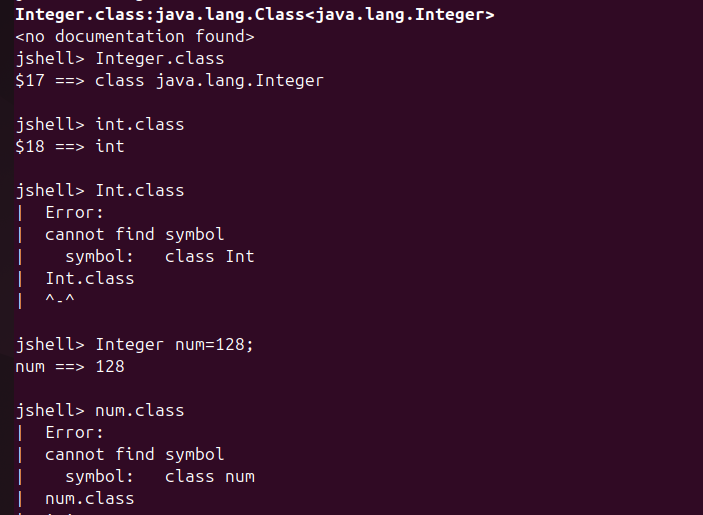 Integer.class:java.lang.Class<java.lang.Integer>
<no documentation found>
jshell> Integer.class
$17 ==> class java.lang.Integer
jshell> int.class
$18 ==> int
jshell> Int.class
|  Error:
|  cannot find symbol
|    symbol:   class Int
|  Int.class
|  ^-^
jshell> Integer num=128;
num ==> 128
jshell> num.class
|  Error:
|  cannot find symbol
|    symbol:   class num
|  num.class